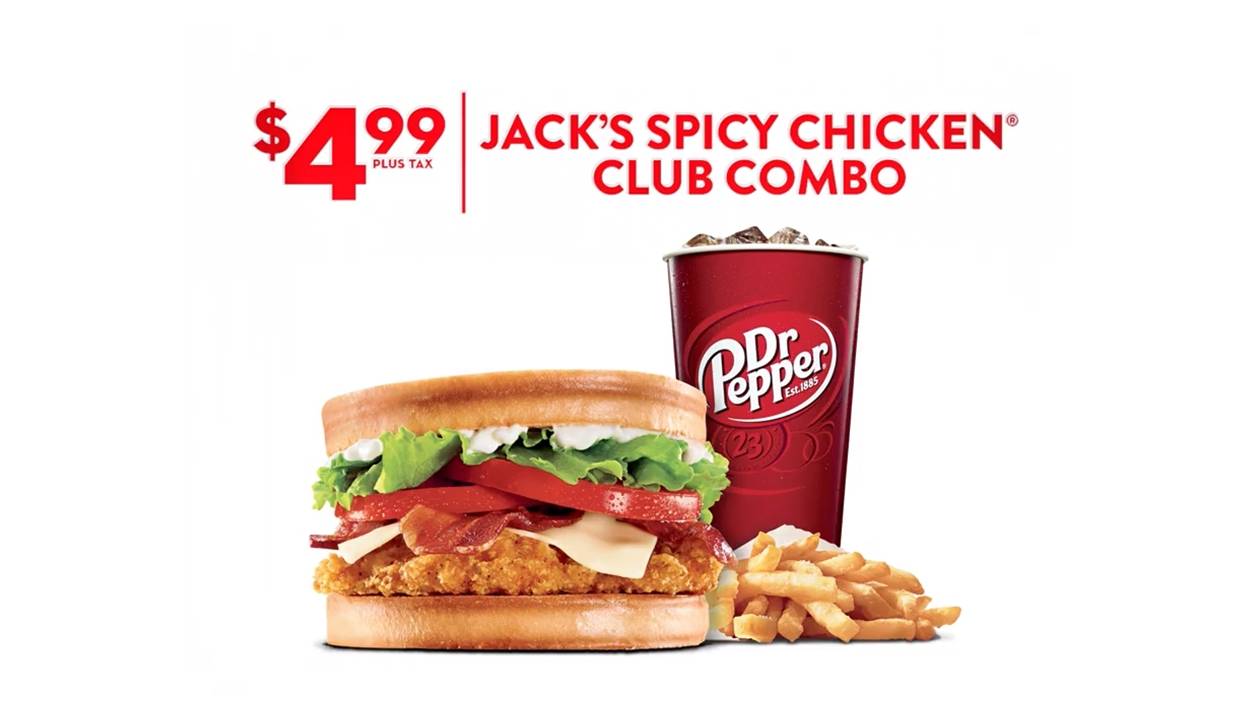 $4.99
PLUS TAX
JACK'S SPICY CHICKEN®
CLUB COMBO
Dr
Pepper
Est.1885
23